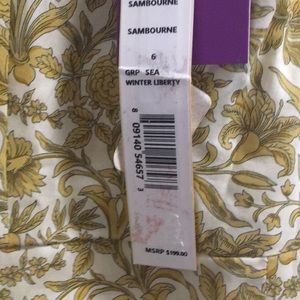 SAMBOURNE
SAMBOURNE
6
GRP SEA
WINTER LIBERTY
8 09140 54657 3
MSRP $199.00